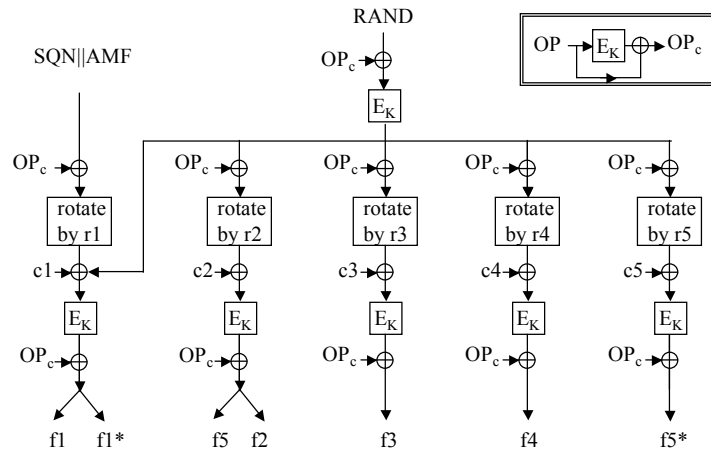 RAND
SQN||AMF
OP E_K OP_c
OP_c
E_K
OP_c OP_c OP_c OP_c OP_c
rotate rotate rotate rotate rotate
by r1 by r2 by r3 by r4 by r5
c1 c2 c3 c4 c5
E_K E_K E_K E_K E_K
OP_c OP_c OP_c OP_c OP_c
f1 f1* f5 f2 f3 f4 f5*